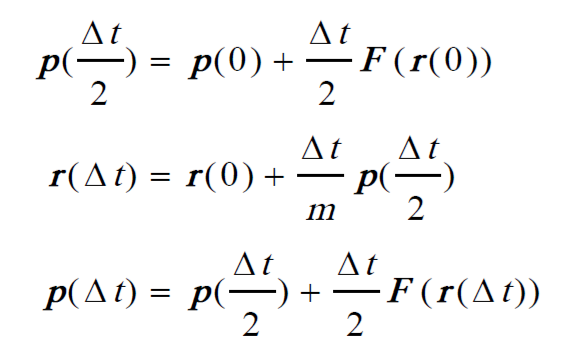 p(Δt/2) = p(0) + Δt/2 F(r(0))
r(Δt) = r(0) + Δt/m p(Δt/2)
p(Δt) = p(Δt/2) + Δt/2 F(r(Δt))